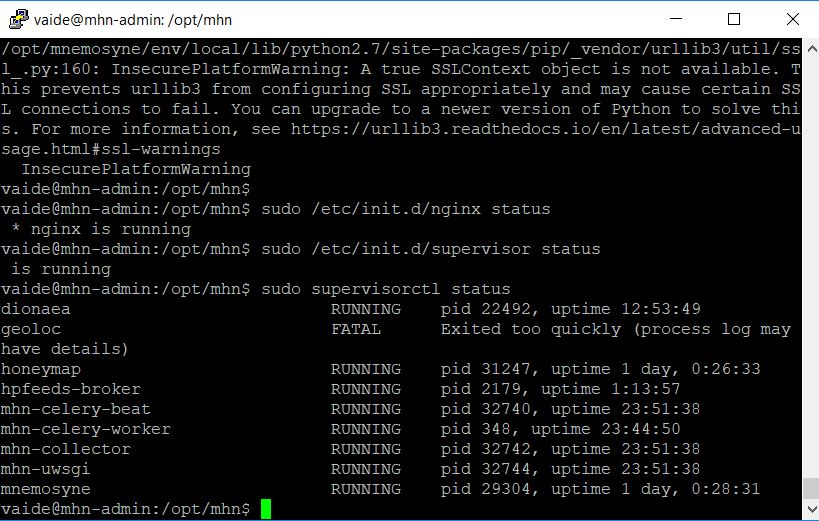 vaide@mhn-admin: /opt/mhn
/opt/mnemosyne/env/local/lib/python2.7/site-packages/pip/_vendor/urllib3/util/ss
l_.py:160: InsecurePlatformWarning: A true SSLContext object is not available. T
his prevents urllib3 from configuring SSL appropriately and may cause certain SS
L connections to fail. You can upgrade to a newer version of Python to solve thi
s. For more information, see https://urllib3.readthedocs.io/en/latest/advanced-u
sage.html#ssl-warnings
  InsecurePlatformWarning
vaide@mhn-admin:/opt/mhn$
vaide@mhn-admin:/opt/mhn$ sudo /etc/init.d/nginx status
 * nginx is running
vaide@mhn-admin:/opt/mhn$ sudo /etc/init.d/supervisor status
 is running
vaide@mhn-admin:/opt/mhn$ sudo supervisorctl status
dionaea                          RUNNING    pid 22492, uptime 12:53:49
geoloc                           FATAL      Exited too quickly (process log may
have details)
honeymap                         RUNNING    pid 31247, uptime 1 day, 0:26:33
hpfeeds-broker                   RUNNING    pid 2179, uptime 1:13:57
mhn-celery-beat                  RUNNING    pid 32740, uptime 23:51:38
mhn-celery-worker                RUNNING    pid 348, uptime 23:44:50
mhn-collector                    RUNNING    pid 32742, uptime 23:51:38
mhn-uwsgi                        RUNNING    pid 32744, uptime 23:51:38
mnemosyne                        RUNNING    pid 29304, uptime 1 day, 0:28:31
vaide@mhn-admin:/opt/mhn$